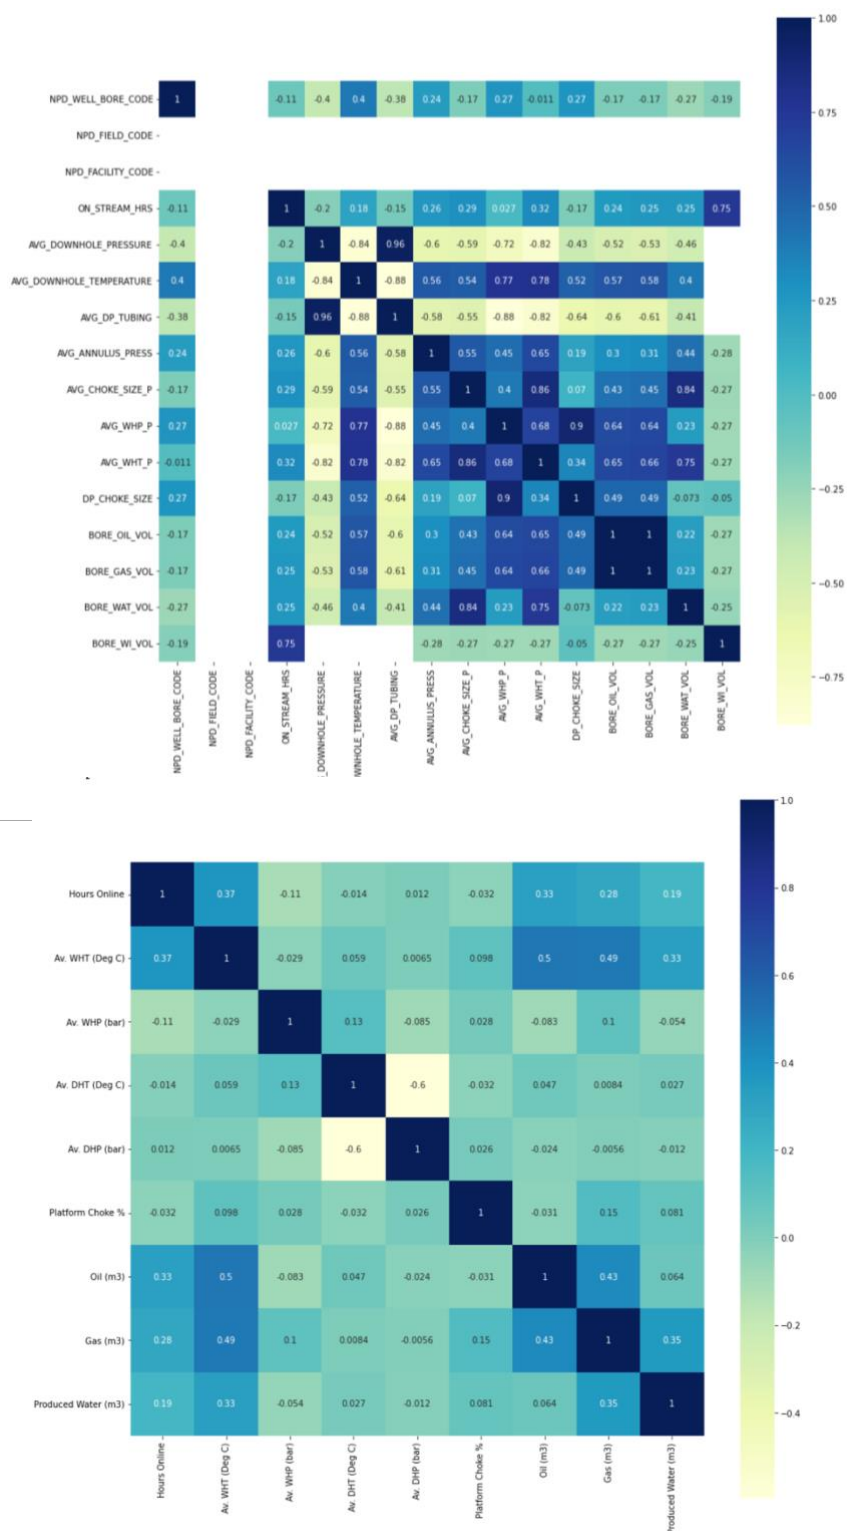 1.00
NPD_WELL_BORE_CODE 1 -0.11 -0.4 0.4 -0.38 0.24 -0.17 0.27 -0.011 0.27 -0.17 -0.17 -0.27 -0.19
NPD_FIELD_CODE
0.75
NPD_FACILITY_CODE
ON_STREAM_HRS -0.11 1 -0.2 0.18 -0.15 0.26 0.29 0.027 0.32 -0.17 0.24 0.25 0.25 0.75
0.50
AVG_DOWNHOLE_PRESSURE -0.4 -0.2 1 -0.84 0.96 -0.6 -0.59 -0.72 -0.82 -0.43 -0.52 -0.53 -0.46
AVG_DOWNHOLE_TEMPERATURE 0.4 0.18 -0.84 1 -0.88 0.56 0.54 0.77 0.78 0.52 0.57 0.58 0.4
0.25
AVG_DP_TUBING -0.38 -0.15 0.96 -0.88 1 -0.58 -0.55 -0.88 -0.82 -0.64 -0.6 -0.61 -0.41
AVG_ANNULUS_PRESS 0.24 0.26 -0.6 0.56 -0.58 1 0.55 0.45 0.65 0.19 0.3 0.31 0.44 -0.28
AVG_CHOKE_SIZE_P -0.17 0.29 -0.59 0.54 -0.55 0.55 1 0.4 0.86 0.07 0.43 0.45 0.84 -0.27
0.00
AVG_WHP_P 0.27 0.027 -0.72 0.77 -0.88 0.45 0.4 1 0.68 0.9 0.64 0.64 0.23 -0.27
AVG_WHT_P -0.011 0.32 -0.82 0.78 -0.82 0.65 0.86 0.68 1 0.34 0.65 0.66 0.75 -0.27
-0.25
DP_CHOKE_SIZE 0.27 -0.17 -0.43 0.52 -0.64 0.19 0.07 0.9 0.34 1 0.49 0.49 -0.073 -0.05
BORE_OIL_VOL -0.17 0.24 -0.52 0.57 -0.6 0.3 0.43 0.64 0.65 0.49 1 1 0.22 -0.27
BORE_GAS_VOL -0.17 0.25 -0.53 0.58 -0.61 0.31 0.45 0.64 0.66 0.49 1 1 0.23 -0.27
-0.50
BORE_WAT_VOL -0.27 0.25 -0.46 0.4 -0.41 0.44 0.84 0.23 0.75 -0.073 0.22 0.23 1 -0.25
BORE_WI_VOL -0.19 0.75 -0.28 -0.27 -0.27 -0.27 -0.05 -0.27 -0.27 -0.25 1
-0.75
NPD_WELL_BORE_CODE
NPD_FIELD_CODE
NPD_FACILITY_CODE
ON_STREAM_HRS
_DOWNHOLE_PRESSURE
WNHOLE_TEMPERATURE
AVG_DP_TUBING
AVG_ANNULUS_PRESS
AVG_CHOKE_SIZE_P
AVG_WHP_P
AVG_WHT_P
DP_CHOKE_SIZE
BORE_OIL_VOL
BORE_GAS_VOL
BORE_WAT_VOL
BORE_WI_VOL
1.0
Hours Online 1 0.37 -0.11 -0.014 0.012 -0.032 0.33 0.28 0.19
0.8
Av. WHT (Deg C) 0.37 1 -0.029 0.059 0.0065 0.098 0.5 0.49 0.33
0.6
Av. WHP (bar) -0.11 -0.029 1 0.13 -0.085 0.028 -0.083 0.1 -0.054
0.4
Av. DHT (Deg C) -0.014 0.059 0.13 1 -0.6 -0.032 0.047 0.0084 0.027
Av. DHP (bar) 0.012 0.0065 -0.085 -0.6 1 0.026 -0.024 -0.0056 -0.012
0.2
Platform Choke % -0.032 0.098 0.028 -0.032 0.026 1 -0.031 0.15 0.081
0.0
Oil (m3) 0.33 0.5 -0.083 0.047 -0.024 -0.031 1 0.43 0.064
-0.2
Gas (m3) 0.28 0.49 0.1 0.0084 -0.0056 0.15 0.43 1 0.35
Produced Water (m3) 0.19 0.33 -0.054 0.027 -0.012 0.081 0.064 0.35 1
-0.4
Hours Online
Av. WHT (Deg C)
Av. WHP (bar)
Av. DHT (Deg C)
Av. DHP (bar)
Platform Choke %
Oil (m3)
Gas (m3)
roduced Water (m3)